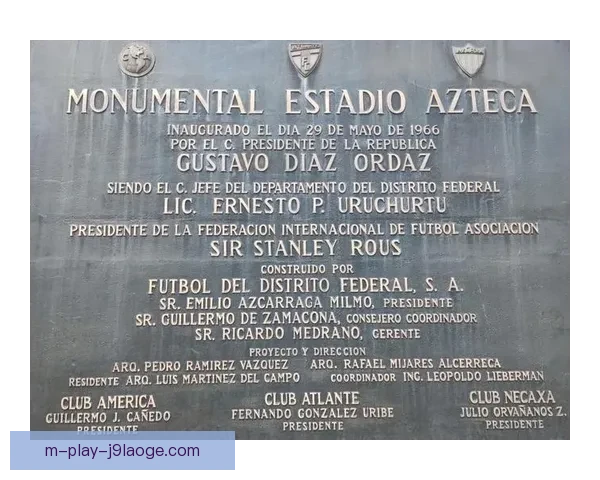 MONUMENTAL ESTADIO AZTECA
INAUGURADO EL DIA 29 DE MAYO DE 1966
POR EL C. PRESIDENTE DE LA REPUBLICA
GUSTAVO DIAZ ORDAZ
SIENDO EL C. JEFE DEL DEPARTAMENTO DEL DISTRITO FEDERAL
LIC. ERNESTO P. URUCHURTU
PRESIDENTE DE LA FEDERACION INTERNACIONAL DE FUTBOL ASOCIACION
SIR STANLEY ROUS
CONSTRUIDO POR
FUTBOL DEL DISTRITO FEDERAL, S. A.
SR. EMILIO AZCARRAGA MILMO, PRESIDENTE
SR. GUILLERMO DE ZAMACONA, CONSEJERO COORDINADOR
SR. RICARDO MEDRANO, GERENTE
PROYECTO Y DIRECCION
ARQ. PEDRO RAMIREZ VAZQUEZ ARQ. RAFAEL MIJARES ALCERRECA
RESIDENTE ARQ. LUIS MARTINEZ DEL CAMPO COORDINADOR ING. LEOPOLDO LIEBERMAN
CLUB AMERICA CLUB ATLANTE CLUB NECAXA
GUILLERMO J. CAÑEDO FERNANDO GONZALEZ URIBE JULIO ORVAÑANOS Z.
PRESIDENTE PRESIDENTE PRESIDENTE
m-play-j9laoge.com